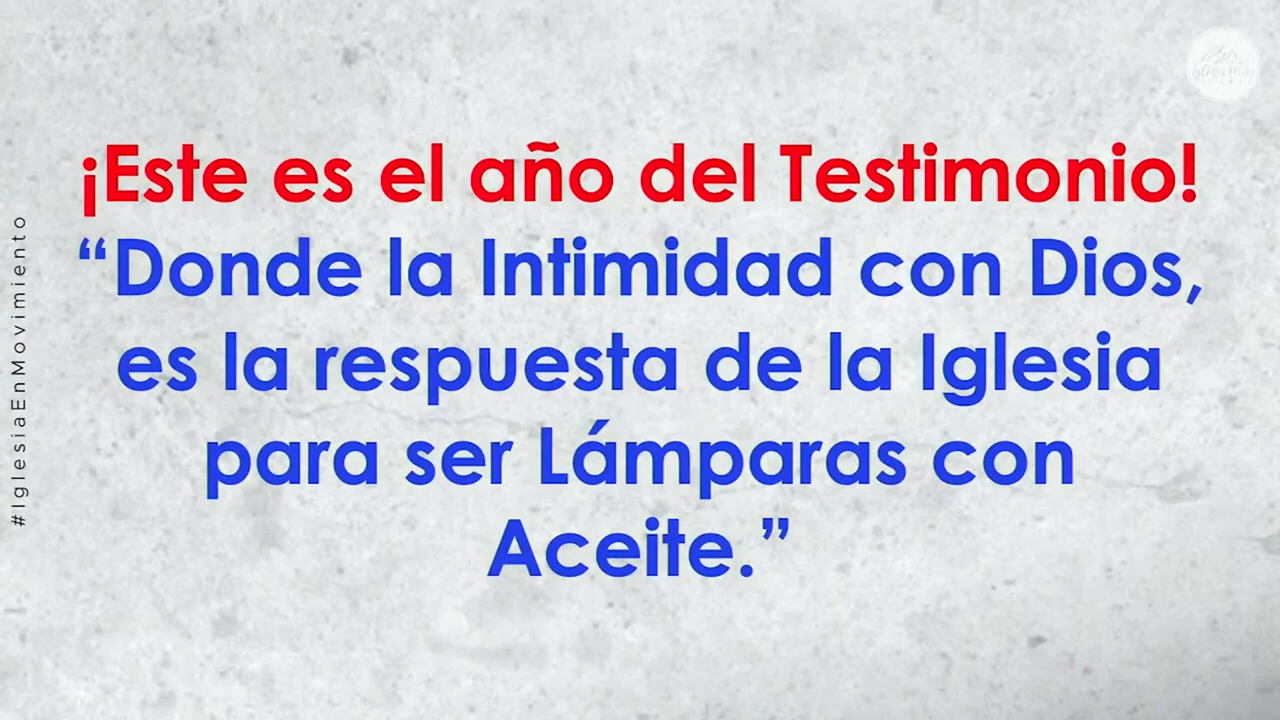 ¡Este es el año del Testimonio!
“Donde la Intimidad con Dios,
es la respuesta de la Iglesia
para ser Lámparas con
Aceite.”
#IglesiaEnMovimiento